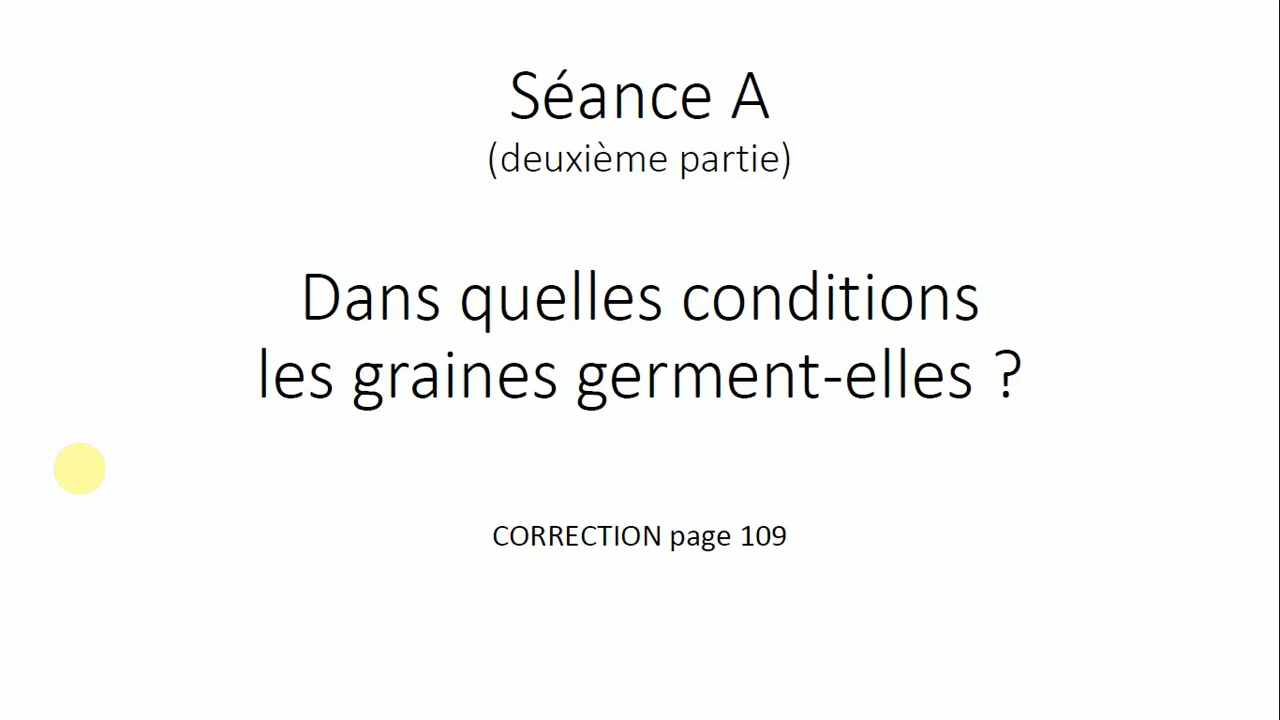 Séance A
(deuxième partie)
Dans quelles conditions
les graines germent-elles ?
CORRECTION page 109